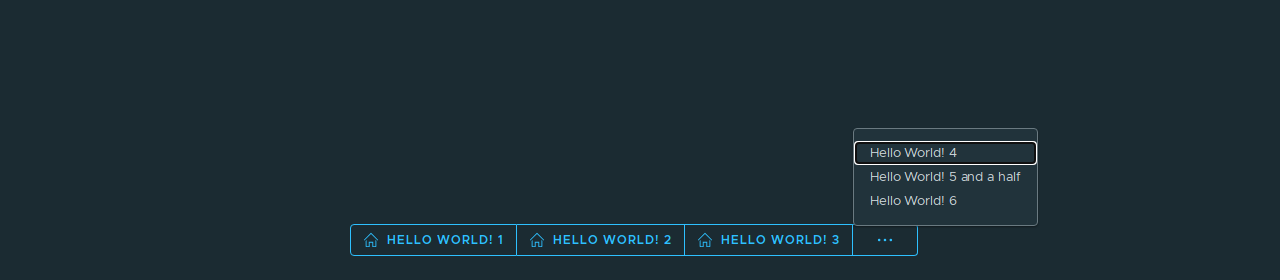 Hello World! 4
Hello World! 5 and a half
Hello World! 6
HELLO WORLD! 1
HELLO WORLD! 2
HELLO WORLD! 3
...